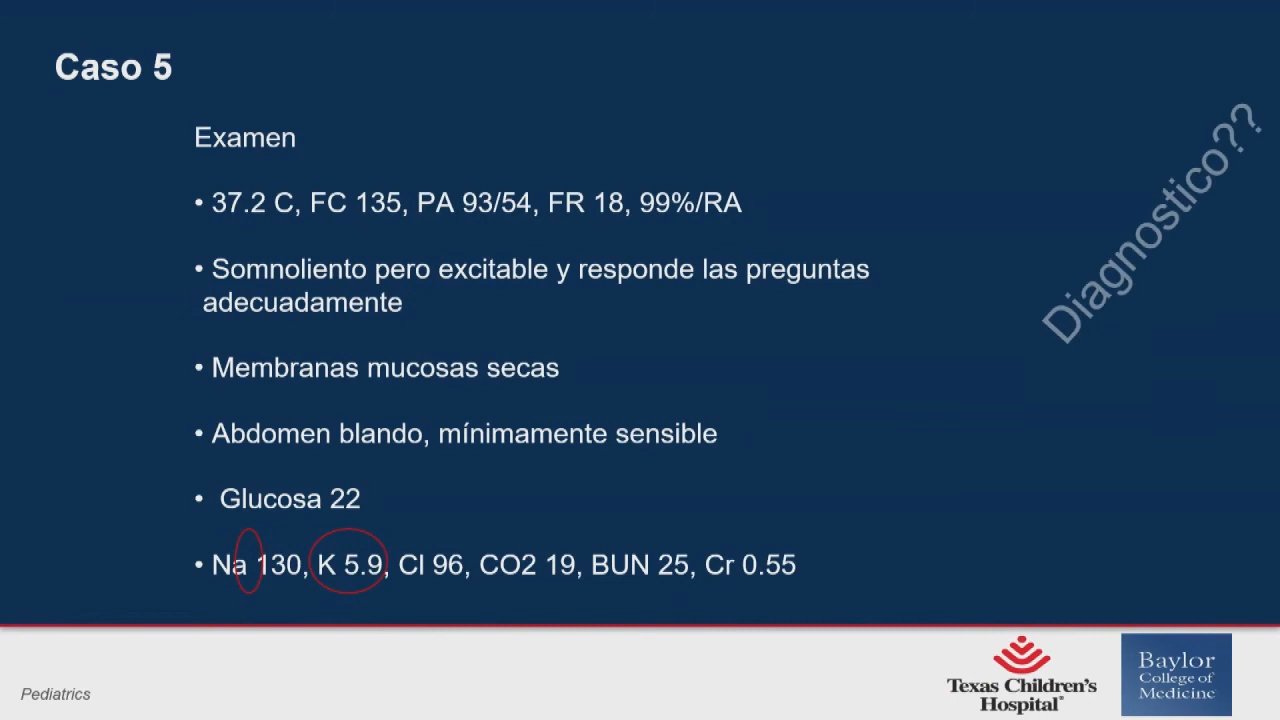 Caso 5
Examen
• 37.2 C, FC 135, PA 93/54, FR 18, 99%/RA
• Somnoliento pero excitable y responde las preguntas
adecuadamente
• Membranas mucosas secas
• Abdomen blando, mínimamente sensible
• Glucosa 22
• Na 130, K 5.9, Cl 96, CO2 19, BUN 25, Cr 0.55
Diagnostico??
Pediatrics
Texas Children's
Hospital
Baylor
College of
Medicine